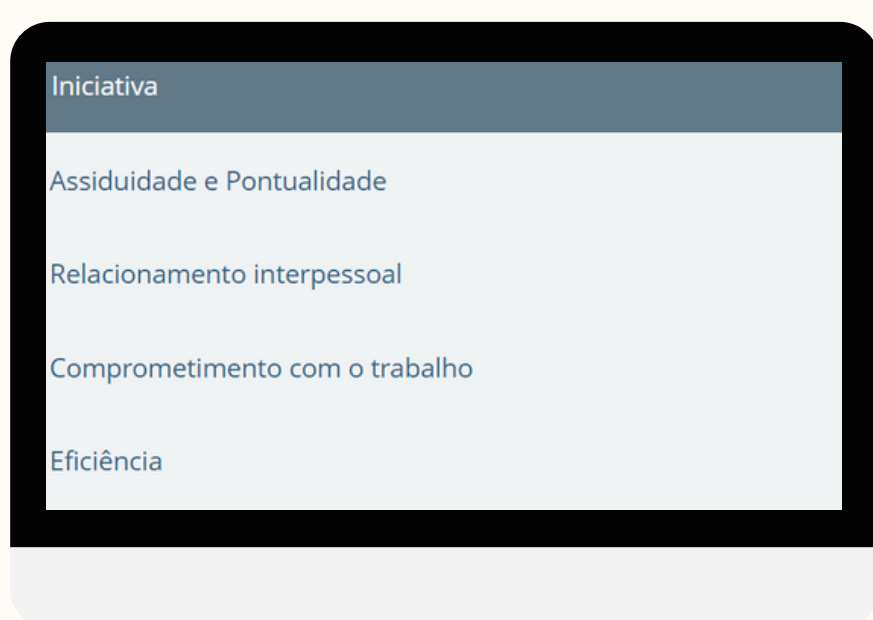 Iniciativa
Assiduidade e Pontualidade
Relacionamento interpessoal
Comprometimento com o trabalho
Eficiência